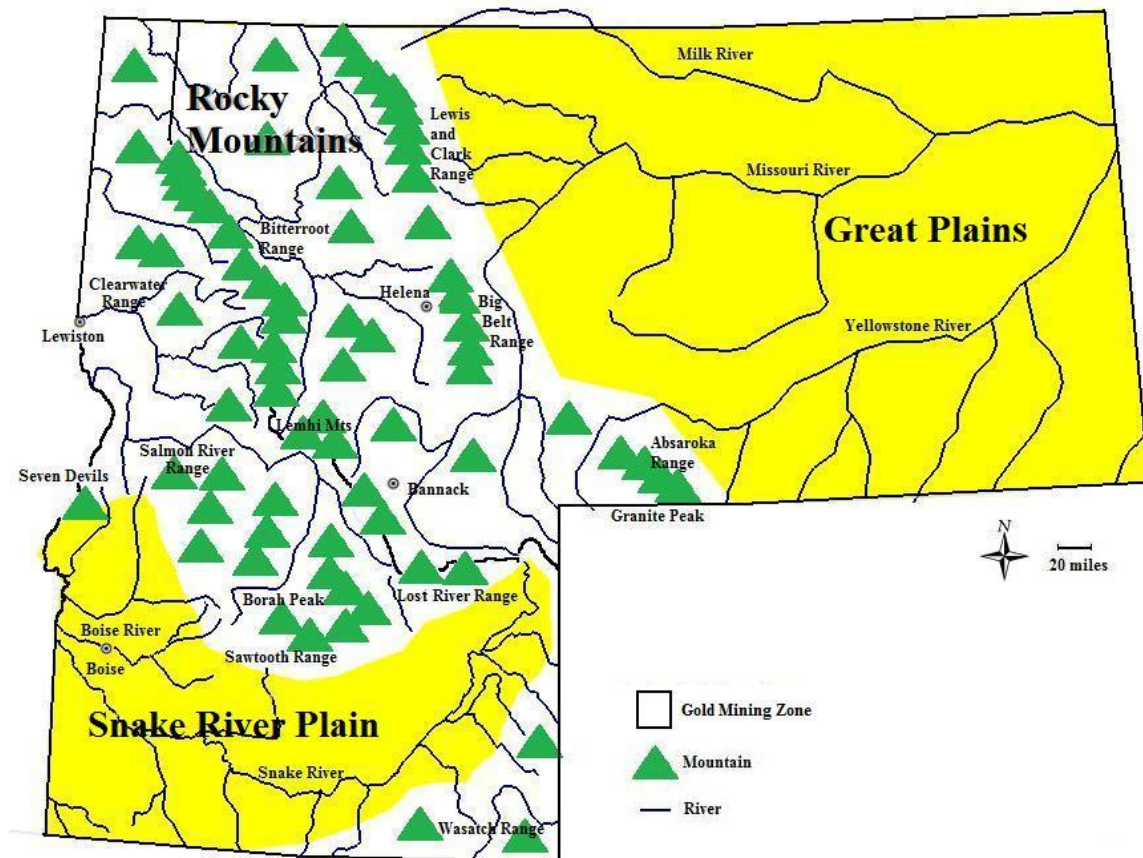 Milk River
Rocky
Mountains
Lewis
and
Clark
Range
Missouri River
Bitterroot
Range
Great Plains
Clearwater
Range
Helena
Big
Belt
Range
Lewiston
Yellowstone River
Lemhi Mts
Salmon River
Range
Absaroka
Range
Seven Devils
Bannack
Granite Peak
N
20 miles
Borah Peak
Lost River Range
Boise River
Boise
Sawtooth Range
Snake River Plain
Gold Mining Zone
Snake River
Mountain
River
Wasatch Range